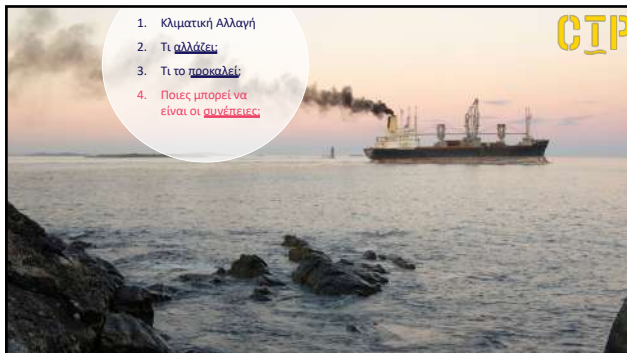 1. Κλιματική Αλλαγή
2. Τι αλλάζει;
3. Τι το προκαλεί;
4. Ποιες μπορεί να
είναι οι συνέπειες;
CTP